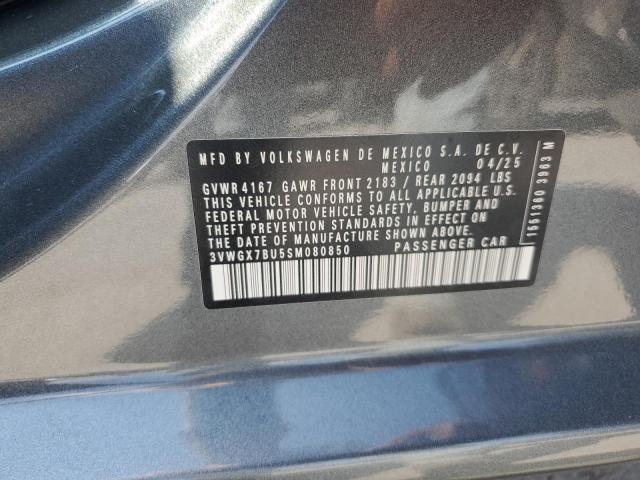 MFD BY VOLKSWAGEN DE MEXICO S.A. DE C.V.
MEXICO 04/25
GVWR 4167 GAWR FRONT 2183 / REAR 2094 LBS
THIS VEHICLE CONFORMS TO ALL APPLICABLE U.S.
FEDERAL MOTOR VEHICLE SAFETY, BUMPER AND
THEFT PREVENTION STANDARDS IN EFFECT ON
THE DATE OF MANUFACTURE SHOWN ABOVE.
3VWGX7BU5SM080850 PASSENGER CAR
1551360 3963 M